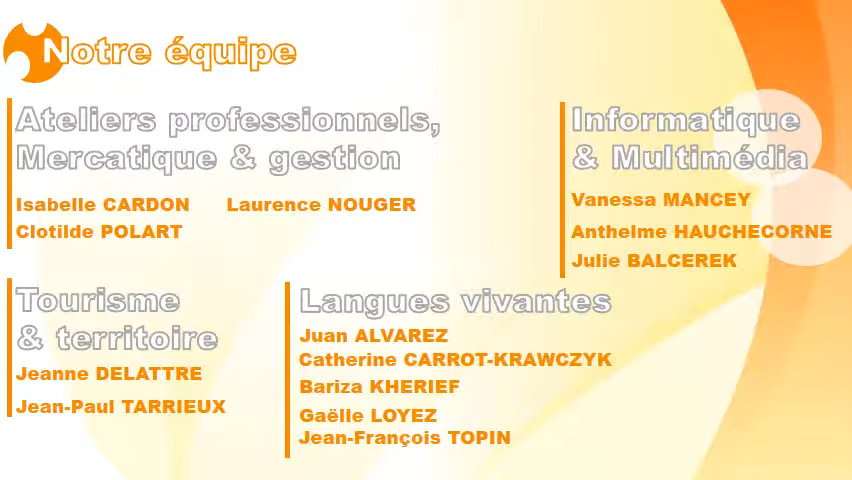 Notre équipe
Ateliers professionnels,
Mercatique & gestion
Isabelle CARDON Laurence NOUGER
Clotilde POLART
Informatique
& Multimédia
Vanessa MANCEY
Anthelme HAUCHECORNE
Julie BALCEREK
Tourisme
& territoire
Jeanne DELATTRE
Jean-Paul TARRIEUX
Langues vivantes
Juan ALVAREZ
Catherine CARROT-KRAWCZYK
Bariza KHERIEF
Gaëlle LOYEZ
Jean-François TOPIN